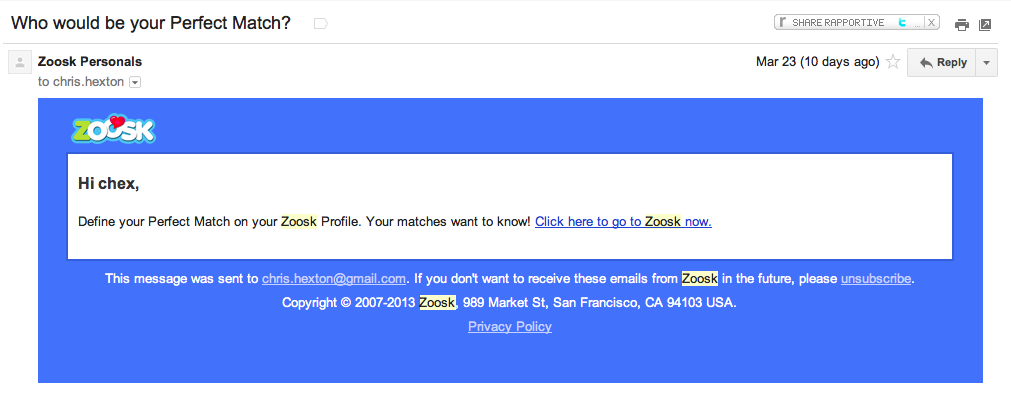 Who would be your Perfect Match?
r SHARE RAPPORTIVE t ... X
Zoosk Personals
Mar 23 (10 days ago)
Reply
to chris.hexton
ZOOSK
Hi chex,
Define your Perfect Match on your Zoosk Profile. Your matches want to know! Click here to go to Zoosk now.
This message was sent to chris.hexton@gmail.com. If you don't want to receive these emails from Zoosk in the future, please unsubscribe.
Copyright © 2007-2013 Zoosk, 989 Market St, San Francisco, CA 94103 USA.
Privacy Policy